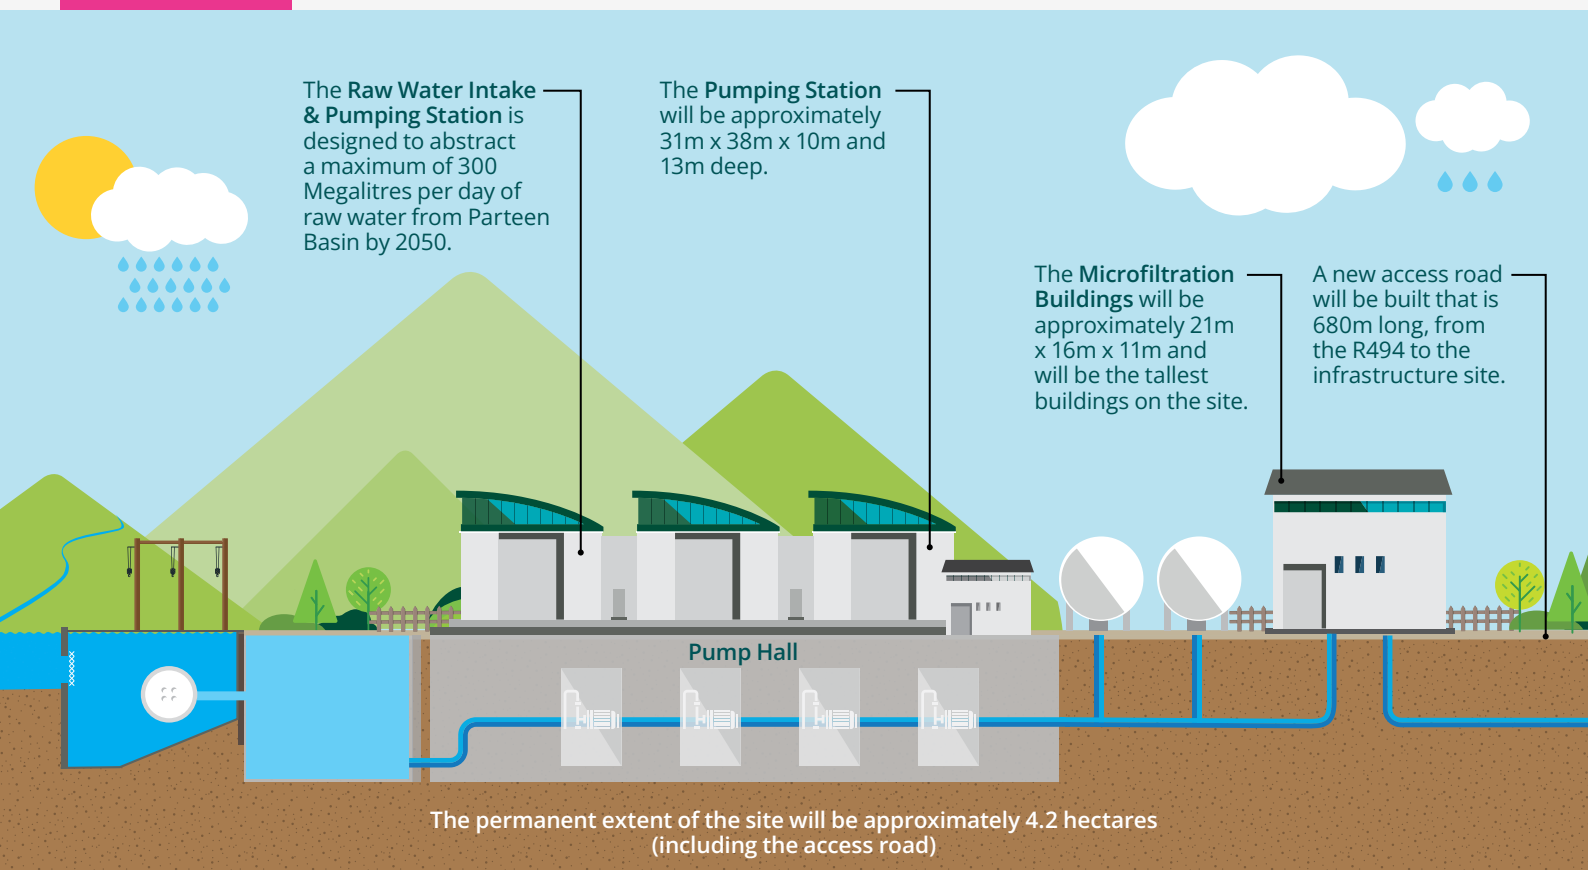 The Raw Water Intake
& Pumping Station is
designed to abstract
a maximum of 300
Megalitres per day of
raw water from Parteen
Basin by 2050.
The Pumping Station
will be approximately
31m x 38m x 10m and
13m deep.
The Microfiltration
Buildings will be
approximately 21m
x 16m x 11m and
will be the tallest
buildings on the site.
A new access road
will be built that is
680m long, from
the R494 to the
infrastructure site.
Pump Hall
The permanent extent of the site will be approximately 4.2 hectares
(including the access road)